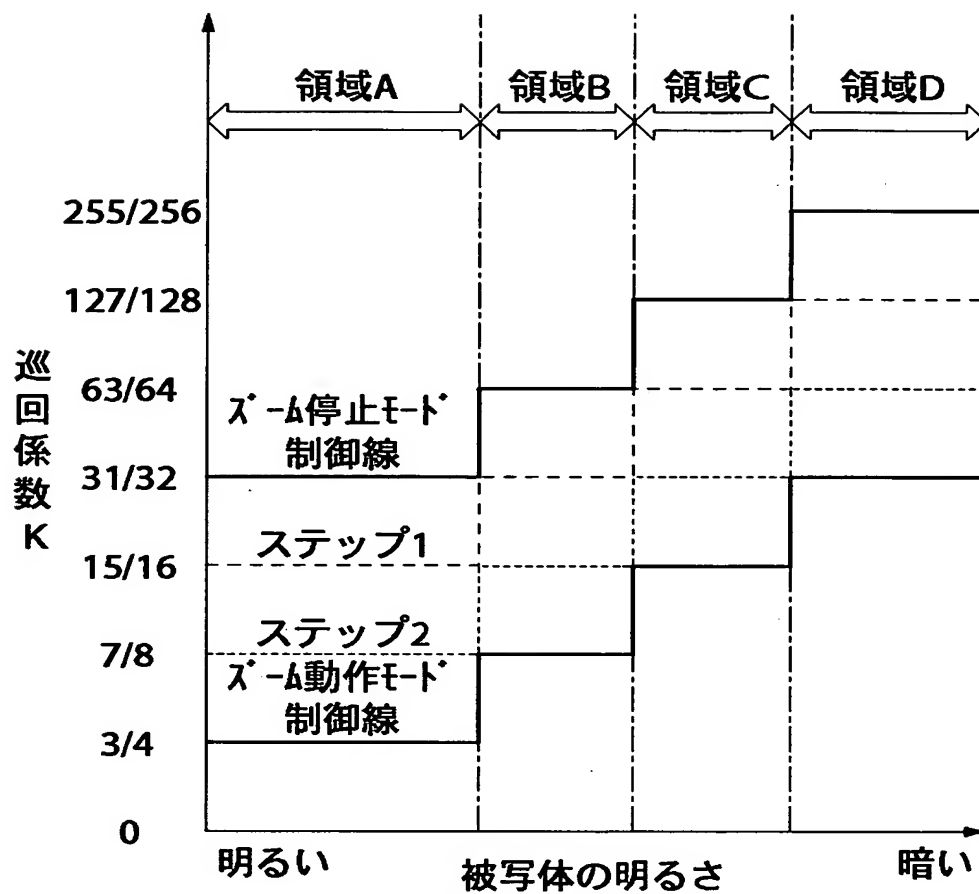 領域A
領域B
領域C
領域D
255/256
127/128
63/64
31/32
15/16
7/8
3/4
0
巡回係数K
ズーム停止モード
制御線
ステップ1
ステップ2
ズーム動作モード
制御線
明るい
被写体の明るさ
暗い